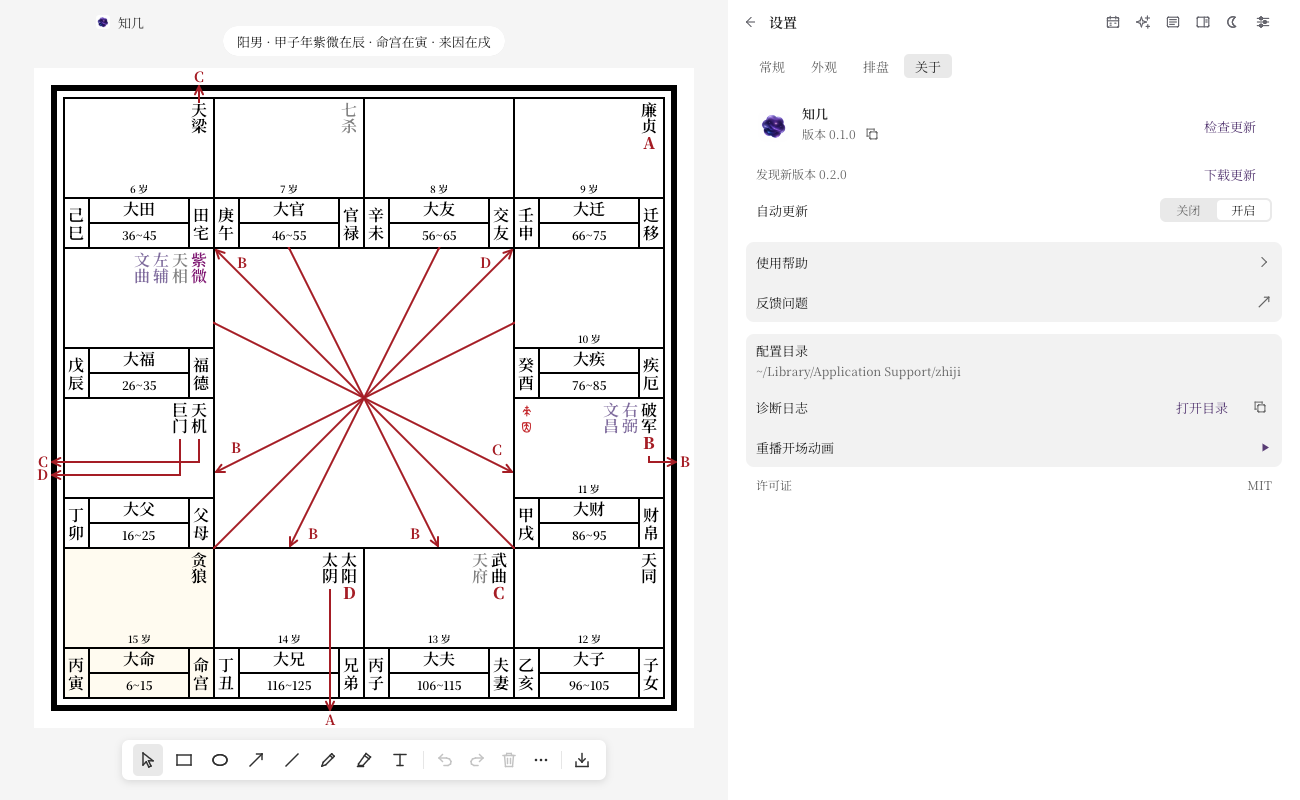 知几
阳男 · 甲子年紫微在辰 · 命宫在寅 · 来因在戌
C
天梁
6 岁
己巳
大田
36~45
田宅
七杀
7 岁
庚午
大官
46~55
官禄
8 岁
辛未
大友
56~65
交友
廉贞
A
9 岁
壬申
大迁
66~75
迁移
文曲
左辅
天相
紫微
戊辰
大福
26~35
福德
B
D
10 岁
癸酉
大疾
76~85
疾厄
巨门
天机
C
D
丁卯
大父
16~25
父母
B
C
B
B
文昌
右弼
破军
B
B
11 岁
甲戌
大财
86~95
财帛
贪狼
15 岁
丙寅
大命
6~15
命宫
太阴
太阳
D
14 岁
丁丑
大兄
116~125
兄弟
A
天府
武曲
C
13 岁
丙子
大夫
106~115
夫妻
天同
12 岁
乙亥
大子
96~105
子女
设置
常规
外观
排盘
关于
知几
版本 0.1.0
检查更新
发现新版本 0.2.0
下载更新
自动更新
关闭
开启
使用帮助
反馈问题
配置目录
~/Library/Application Support/zhiji
诊断日志
打开目录
重播开场动画
许可证
MIT